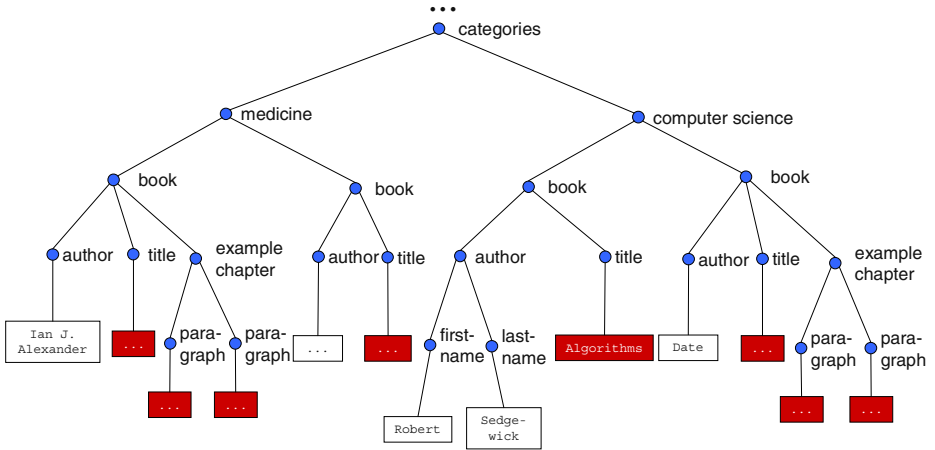 ...
categories
medicine
computer science
book
book
book
book
author
title
example
chapter
author
title
author
title
author
title
example
chapter
Ian J.
Alexander
...
para-
graph
para-
graph
...
...
first-
name
last-
name
Algorithms
Date
...
para-
graph
para-
graph
...
...
Robert
Sedge-
wick
...
...